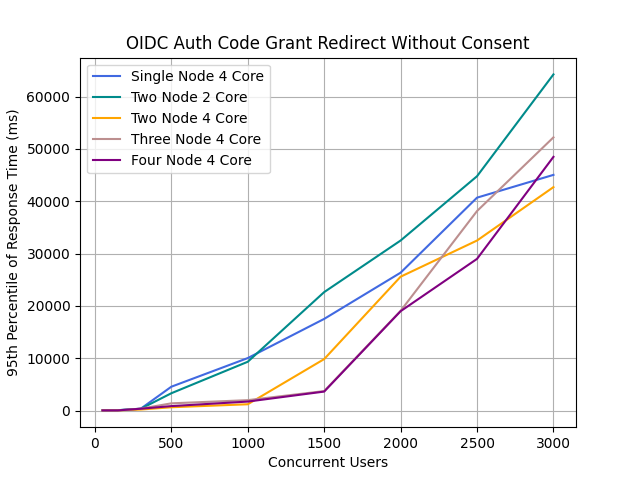 OIDC Auth Code Grant Redirect Without Consent
Single Node 4 Core
Two Node 2 Core
Two Node 4 Core
Three Node 4 Core
Four Node 4 Core
95th Percentile of Response Time (ms)
60000
50000
40000
30000
20000
10000
0
0 500 1000 1500 2000 2500 3000
Concurrent Users